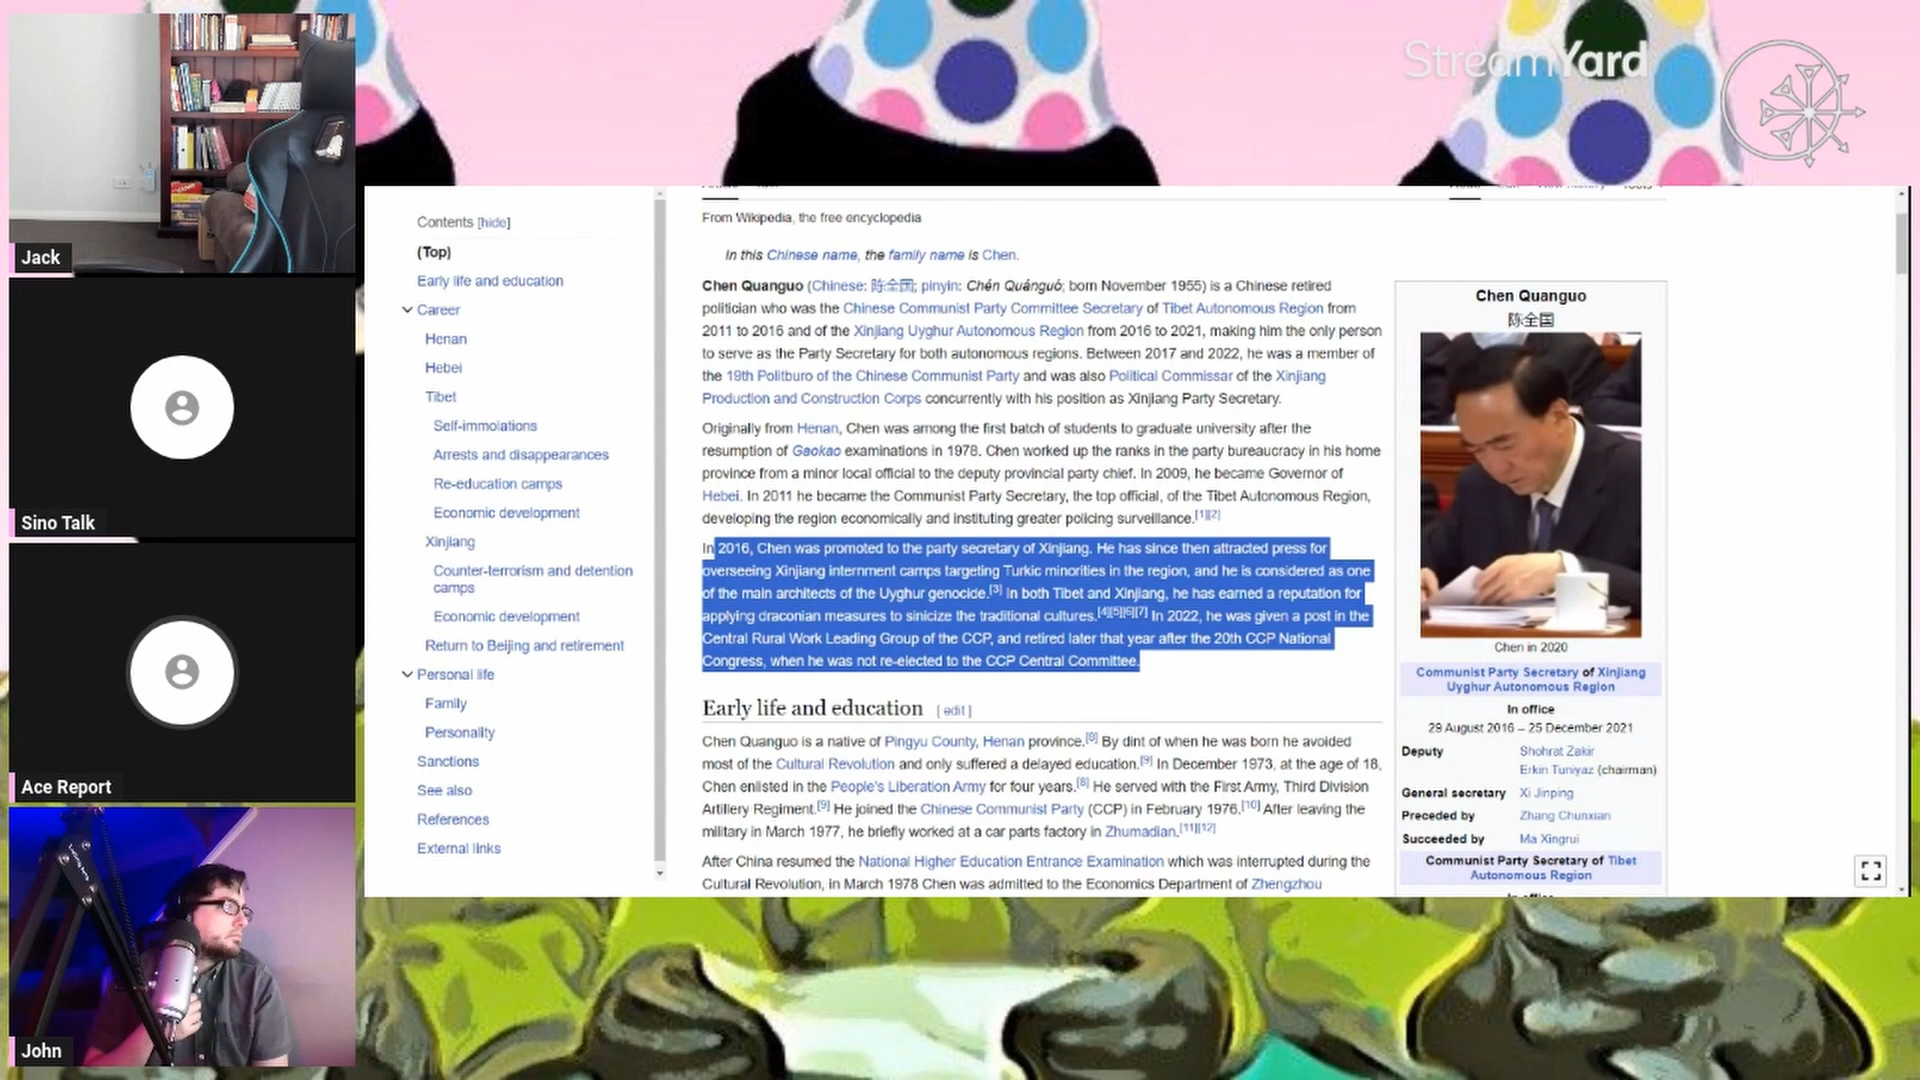 StreamYard
Jack
Sino Talk
Ace Report
John
Contents [hide]
(Top)
Early life and education
Career
Henan
Hebei
Tibet
Self-immolations
Arrests and disappearances
Re-education camps
Economic development
Xinjiang
Counter-terrorism and detention
camps
Economic development
Return to Beijing and retirement
Personal life
Family
Personality
Sanctions
See also
References
External links
From Wikipedia, the free encyclopedia
In this Chinese name, the family name is Chen.
Chen Quanguo (Chinese: 陈全国; pinyin: Chén Quánguó; born November 1955) is a Chinese retired
politician who was the Chinese Communist Party Committee Secretary of Tibet Autonomous Region from
2011 to 2016 and of the Xinjiang Uyghur Autonomous Region from 2016 to 2021, making him the only person
to serve as the Party Secretary for both autonomous regions. Between 2017 and 2022, he was a member of
the 19th Politburo of the Chinese Communist Party and was also Political Commissar of the Xinjiang
Production and Construction Corps concurrently with his position as Xinjiang Party Secretary.
Originally from Henan, Chen was among the first batch of students to graduate university after the
resumption of Gaokao examinations in 1978. Chen worked up the ranks in the party bureaucracy in his home
province from a minor local official to the deputy provincial party chief. In 2009, he became Governor of
Hebei. In 2011 he became the Communist Party Secretary, the top official, of the Tibet Autonomous Region,
developing the region economically and instituting greater policing surveillance.[1][2]
In 2016, Chen was promoted to the party secretary of Xinjiang. He has since then attracted press for
overseeing Xinjiang internment camps targeting Turkic minorities in the region, and he is considered as one
of the main architects of the Uyghur genocide.[3] In both Tibet and Xinjiang, he has earned a reputation for
applying draconian measures to sinicize the traditional cultures.[4][5][6][7] In 2022, he was given a post in the
Central Rural Work Leading Group of the CCP, and retired later that year after the 20th CCP National
Congress, when he was not re-elected to the CCP Central Committee.
Early life and education [ edit ]
Chen Quanguo is a native of Pingyu County, Henan province.[8] By dint of when he was born he avoided
most of the Cultural Revolution and only suffered a delayed education.[9] In December 1973, at the age of 18,
Chen enlisted in the People's Liberation Army for four years.[8] He served with the First Army, Third Division
Artillery Regiment.[9] He joined the Chinese Communist Party (CCP) in February 1976.[10] After leaving the
military in March 1977, he briefly worked at a car parts factory in Zhumadian.[11][12]
After China resumed the National Higher Education Entrance Examination which was interrupted during the
Cultural Revolution, in March 1978 Chen was admitted to the Economics Department of Zhengzhou
Chen Quanguo
陈全国
Chen in 2020
Communist Party Secretary of Xinjiang
Uyghur Autonomous Region
In office
29 August 2016 – 25 December 2021
Deputy Shohrat Zakir
Erkin Tuniyaz (chairman)
General secretary Xi Jinping
Preceded by Zhang Chunxian
Succeeded by Ma Xingrui
Communist Party Secretary of Tibet
Autonomous Region